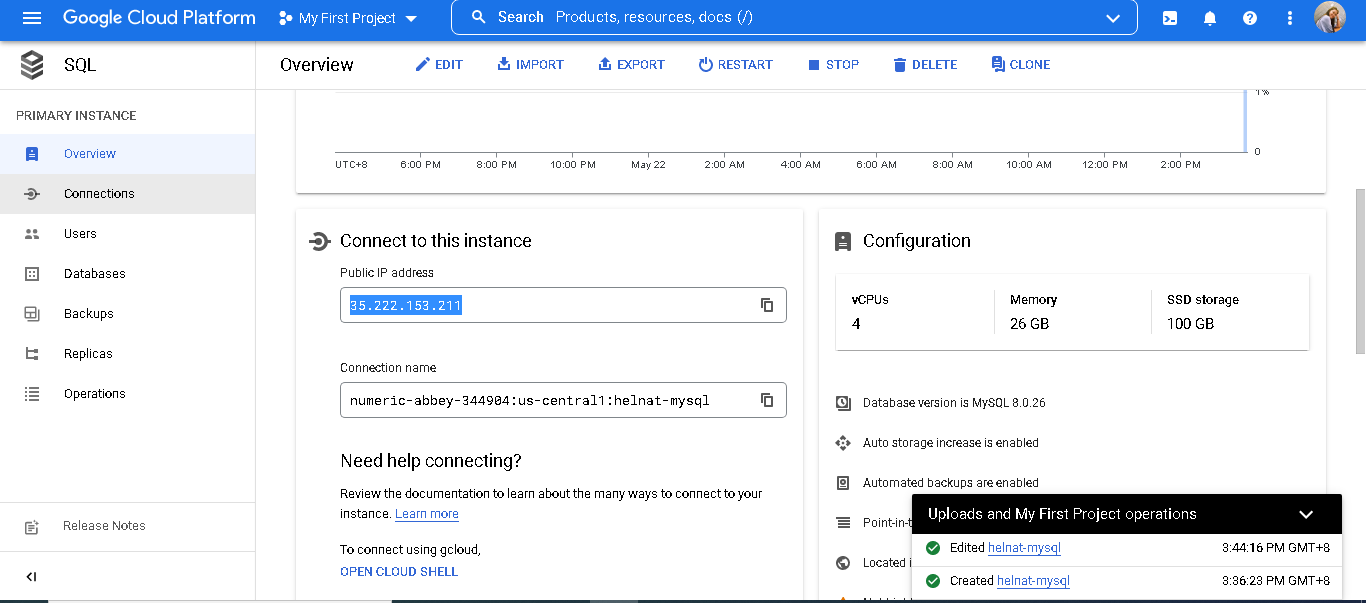 Google Cloud Platform
My First Project
Search Products, resources, docs (/)
SQL
Overview
EDIT
IMPORT
EXPORT
RESTART
STOP
DELETE
CLONE
PRIMARY INSTANCE
Overview
Connections
Users
Databases
Backups
Replicas
Operations
Release Notes
1%
0
UTC+8 6:00 PM 8:00 PM 10:00 PM May 22 2:00 AM 4:00 AM 6:00 AM 8:00 AM 10:00 AM 12:00 PM 2:00 PM
Connect to this instance
Public IP address
35.222.153.211
Connection name
numeric-abbey-344904:us-central1:helnat-mysql
Need help connecting?
Review the documentation to learn about the many ways to connect to your
instance. Learn more
To connect using gcloud,
OPEN CLOUD SHELL
Configuration
vCPUs Memory SSD storage
4 26 GB 100 GB
Database version is MySQL 8.0.26
Auto storage increase is enabled
Automated backups are enabled
Point-in-t
Located i
Uploads and My First Project operations
Edited helnat-mysql 3:44:16 PM GMT+8
Created helnat-mysql 3:36:23 PM GMT+8